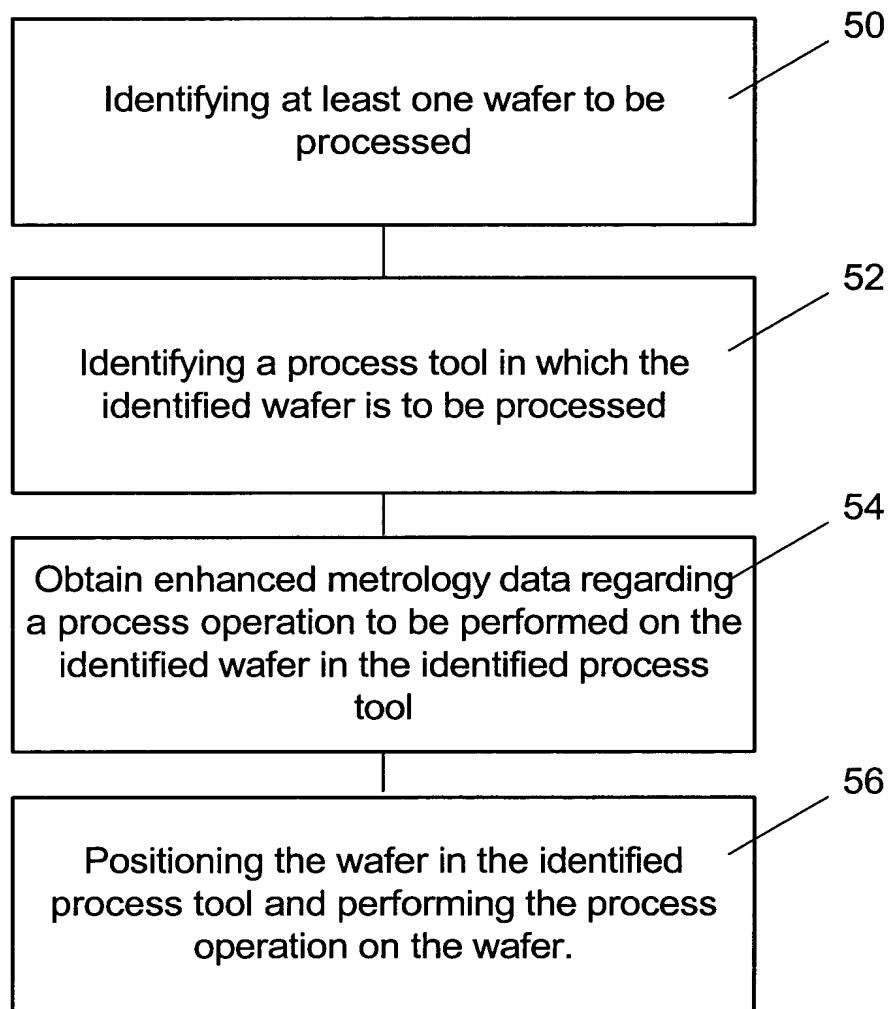 50
Identifying at least one wafer to be
processed
52
Identifying a process tool in which the
identified wafer is to be processed
54
Obtain enhanced metrology data regarding
a process operation to be performed on the
identified wafer in the identified process
tool
56
Positioning the wafer in the identified
process tool and performing the process
operation on the wafer.